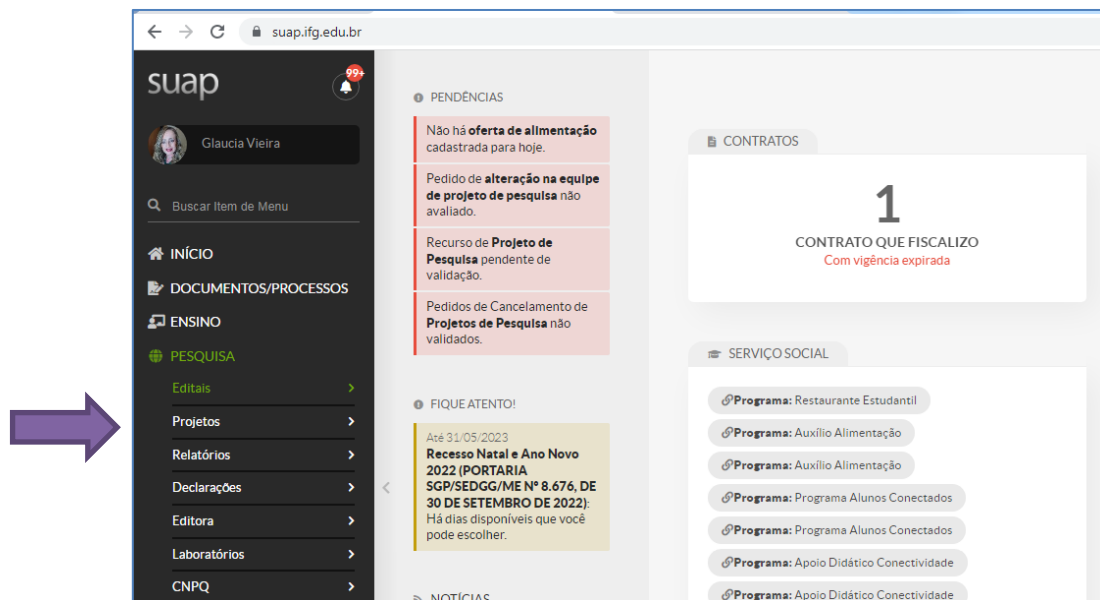 suap.ifg.edu.br
suap
99+
Glaucia Vieira
Buscar Item de Menu
INÍCIO
DOCUMENTOS/PROCESSOS
ENSINO
PESQUISA
Editais
Projetos
Relatórios
Declarações
Editora
Laboratórios
CNPQ
PENDÊNCIAS
Não há oferta de alimentação
cadastrada para hoje.
Pedido de alteração na equipe
de projeto de pesquisa não
avaliado.
Recurso de Projeto de
Pesquisa pendente de
validação.
Pedidos de Cancelamento de
Projetos de Pesquisa não
validados.
FIQUE ATENTO!
Até 31/05/2023
Recesso Natal e Ano Novo
2022 (PORTARIA
SGP/SEDGG/ME Nº 8.676, DE
30 DE SETEMBRO DE 2022):
Há dias disponíveis que você
pode escolher.
NOTÍCIAS
CONTRATOS
1
CONTRATO QUE FISCALIZO
Com vigência expirada
SERVIÇO SOCIAL
Programa: Restaurante Estudantil
Programa: Auxílio Alimentação
Programa: Auxílio Alimentação
Programa: Programa Alunos Conectados
Programa: Programa Alunos Conectados
Programa: Apoio Didático Conectividade
Programa: Apoio Didático Conectividade